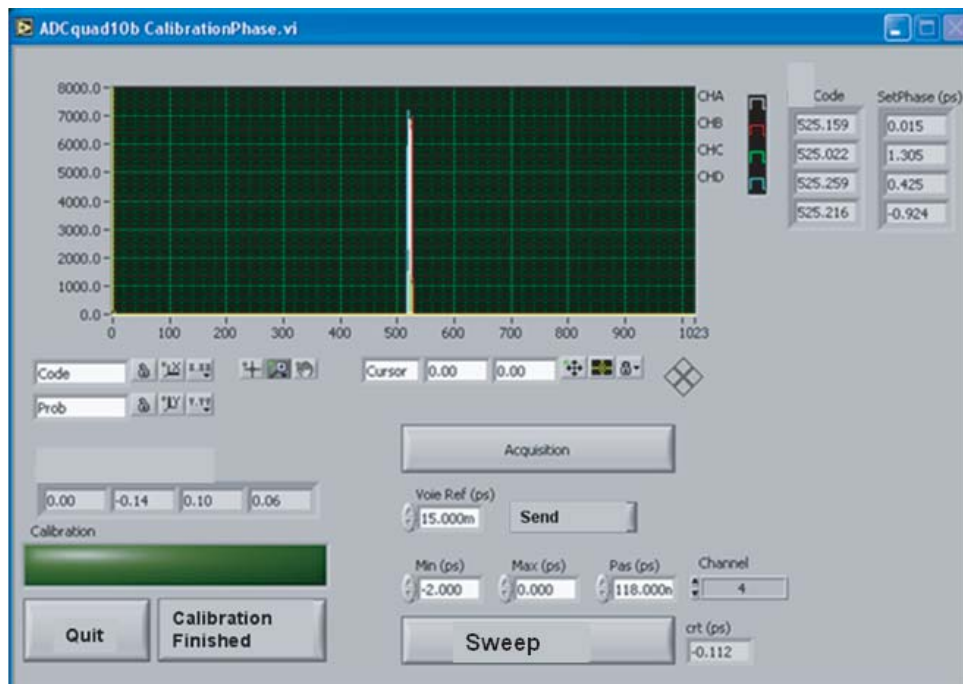 ADCquad10b CalibrationPhase.vi
8000.0
7000.0
6000.0
5000.0
4000.0
3000.0
2000.0
1000.0
0.0
0 100 200 300 400 500 600 700 800 900 1023
CHA
CHB
CHC
CHD
Code SetPhase (ps)
525.159 0.015
525.022 1.305
525.259 0.425
525.216 -0.924
Code
Prob
Cursor 0.00 0.00
0.00 -0.14 0.10 0.06
Calibration
Quit
Calibration
Finished
Acquisition
Voie Ref (ps)
15.000m
Send
Min (ps) Max (ps) Pas (ps) Channel
-2.000 0.000 118.000m 4
Sweep
crt (ps)
-0.112